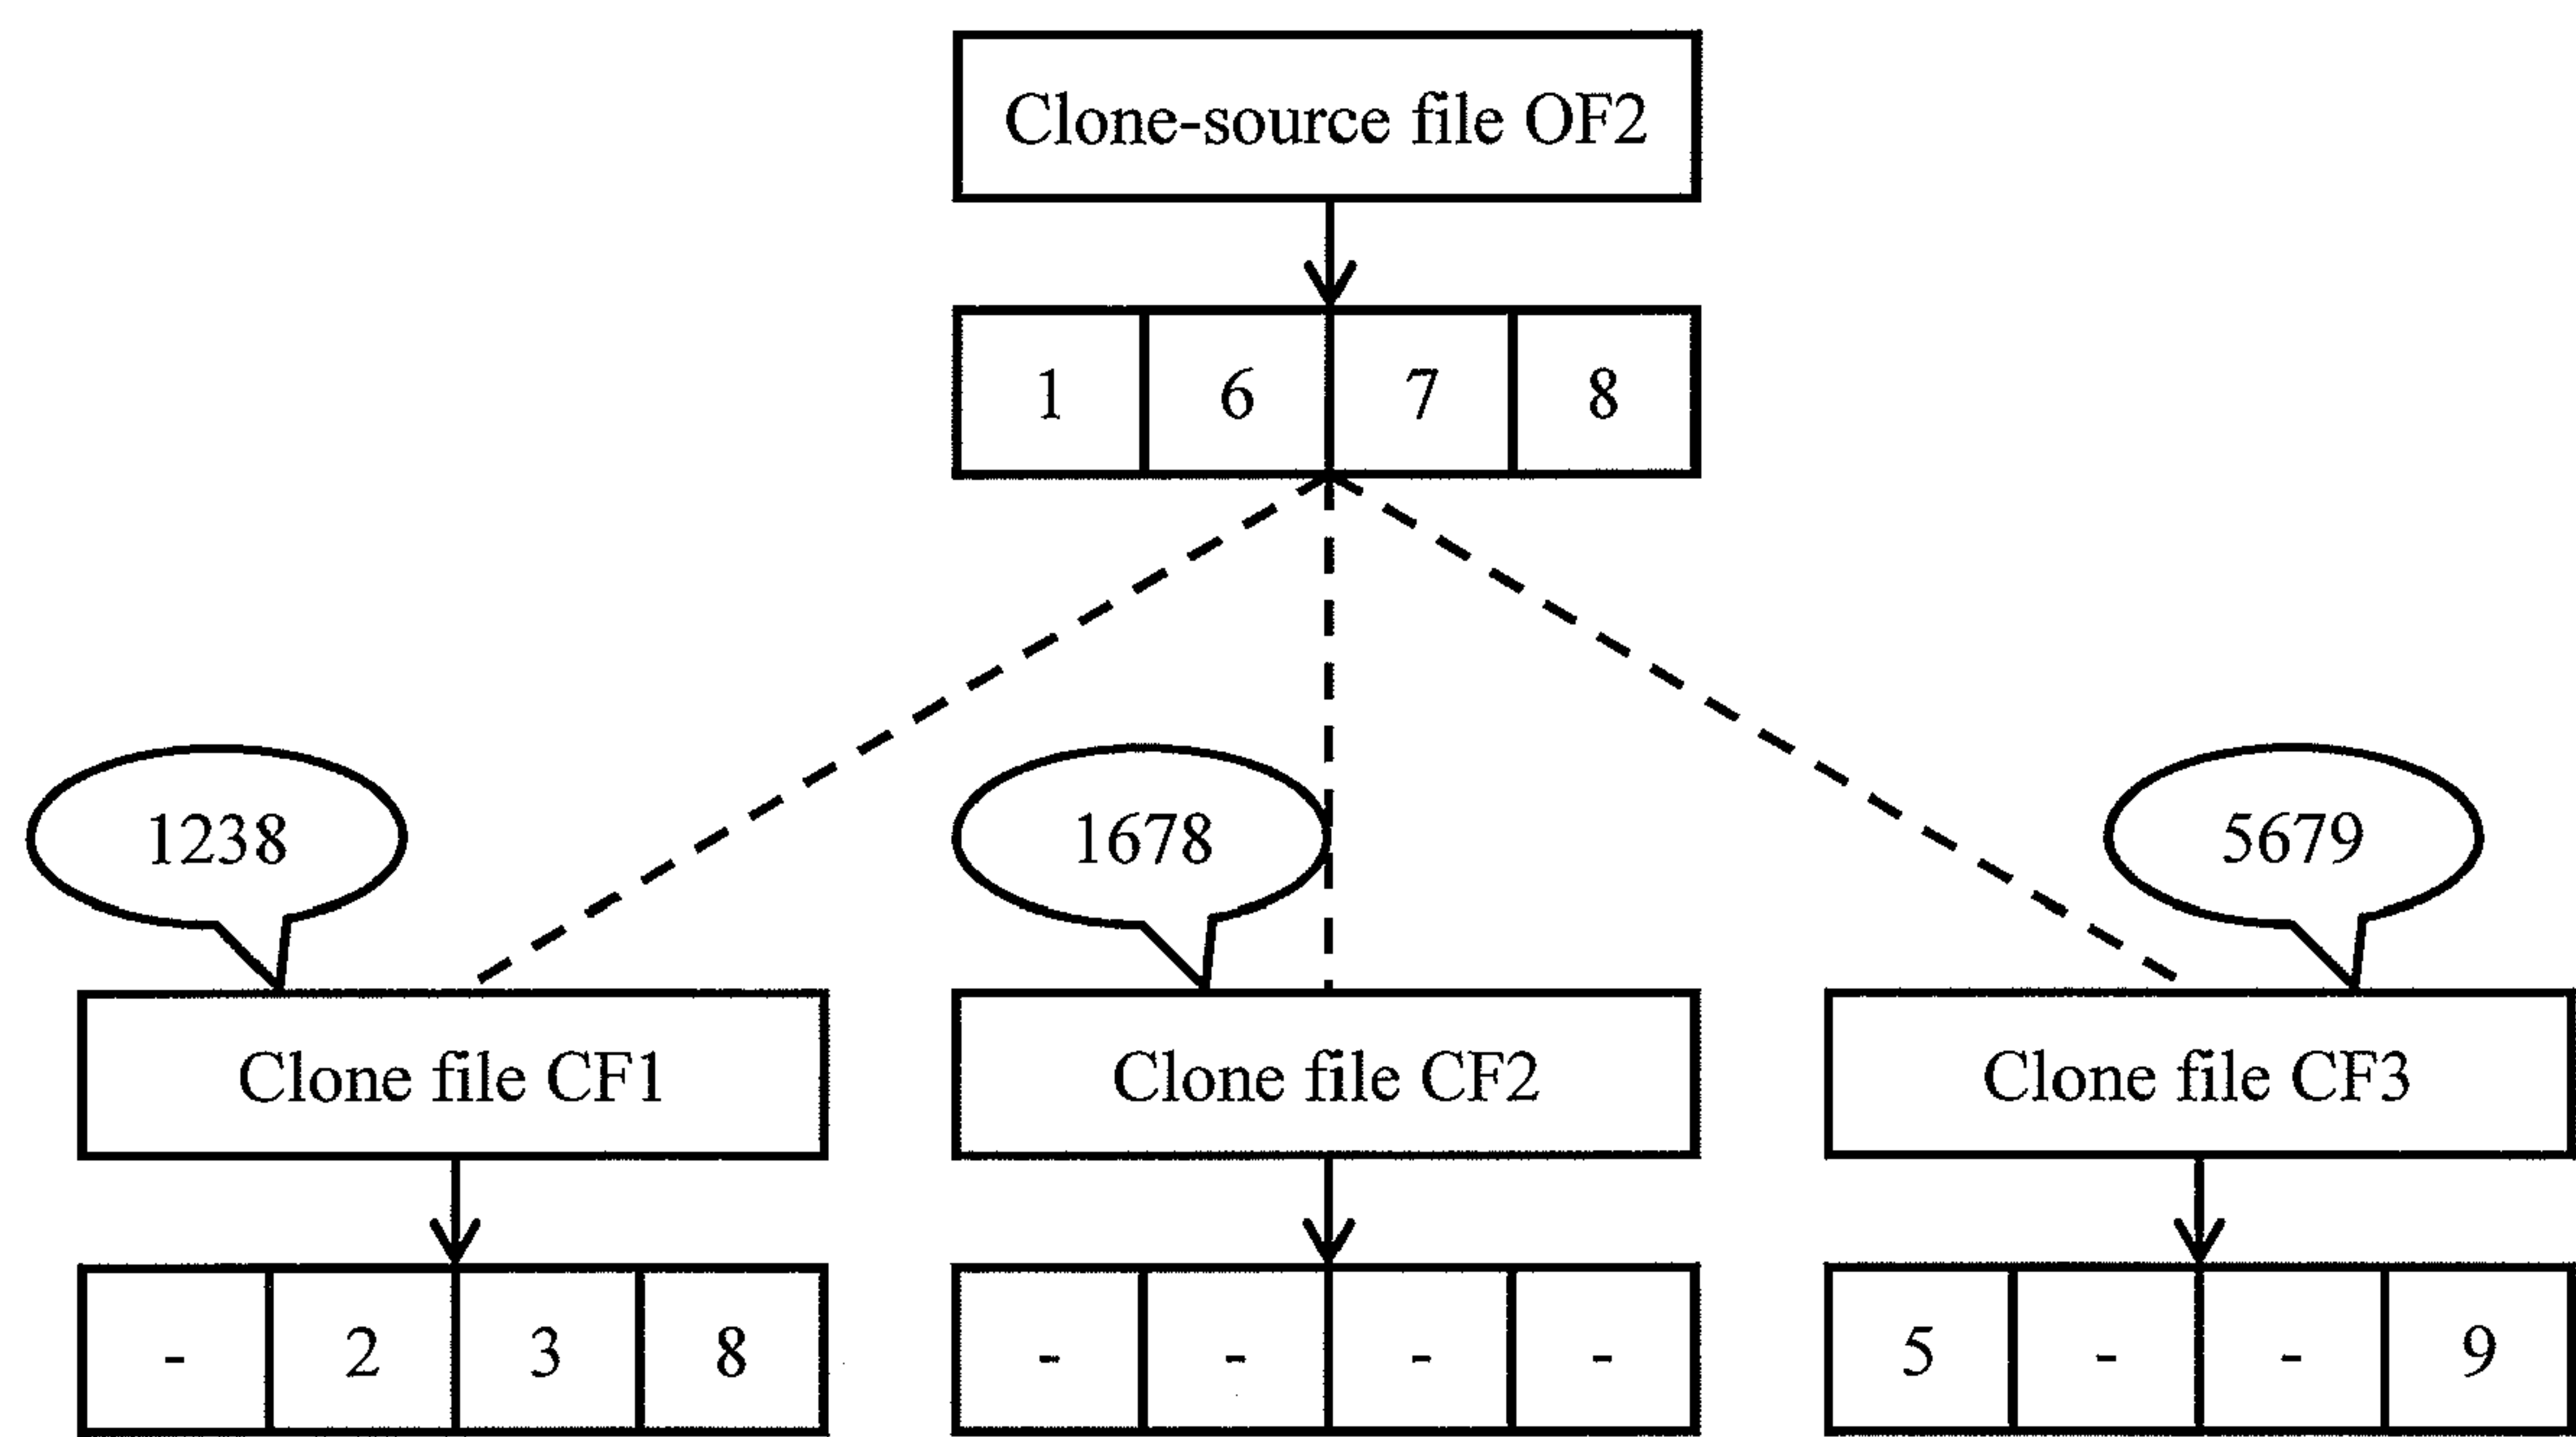 Clone-source file OF2
1 6 7 8
1238 1678 5679
Clone file CF1 Clone file CF2 Clone file CF3
- 2 3 8 - - - - 5 - - 9